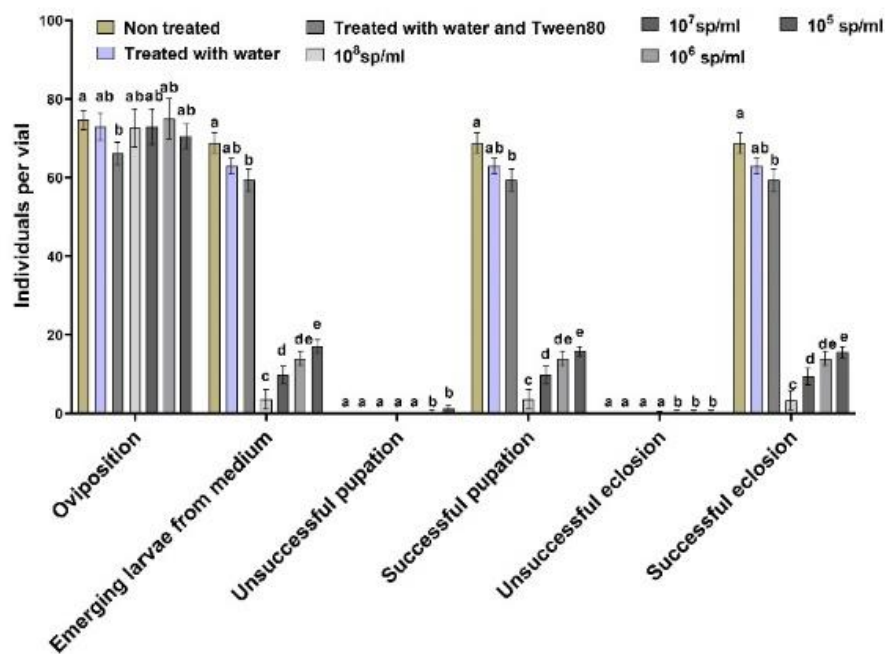 Non treated
Treated with water
Treated with water and Tween80
10⁸sp/ml
10⁷sp/ml
10⁶ sp/ml
10⁵ sp/ml
Individuals per vial
100
80
60
40
20
0
a ab b ab ab ab ab
a ab b c d de e
a a a a a b b
a ab b c d de e
a a a a b b b
a ab b c d de e
Oviposition
Emerging larvae from medium
Unsuccessful pupation
Successful pupation
Unsuccessful eclosion
Successful eclosion